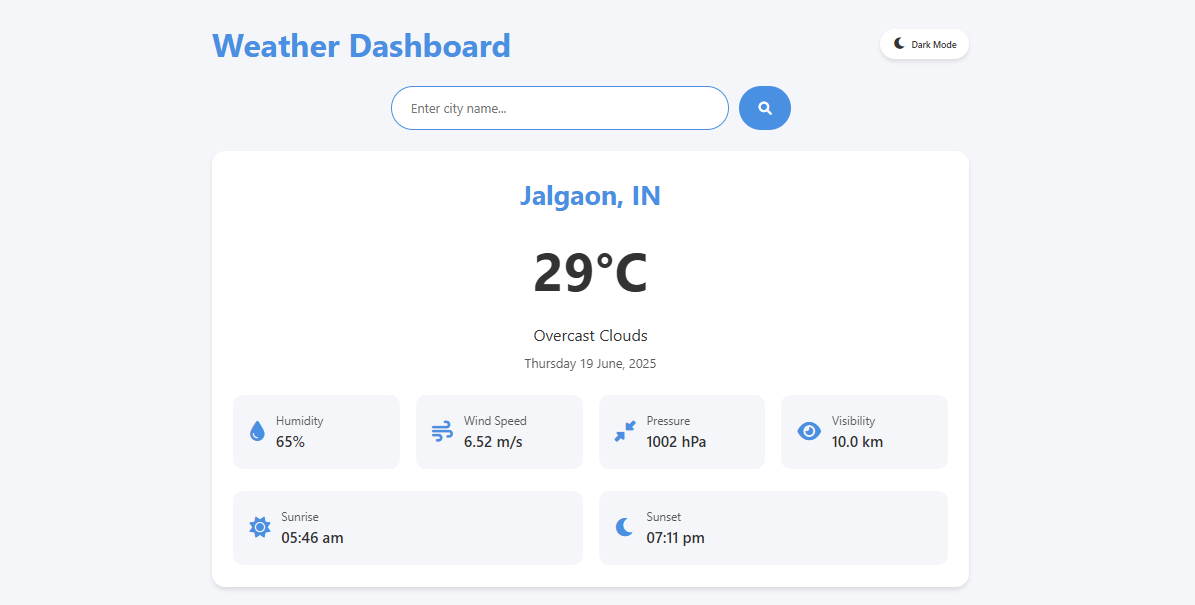 Weather Dashboard
Dark Mode
Enter city name...
Jalgaon, IN
29°C
Overcast Clouds
Thursday 19 June, 2025
Humidity
65%
Wind Speed
6.52 m/s
Pressure
1002 hPa
Visibility
10.0 km
Sunrise
05:46 am
Sunset
07:11 pm